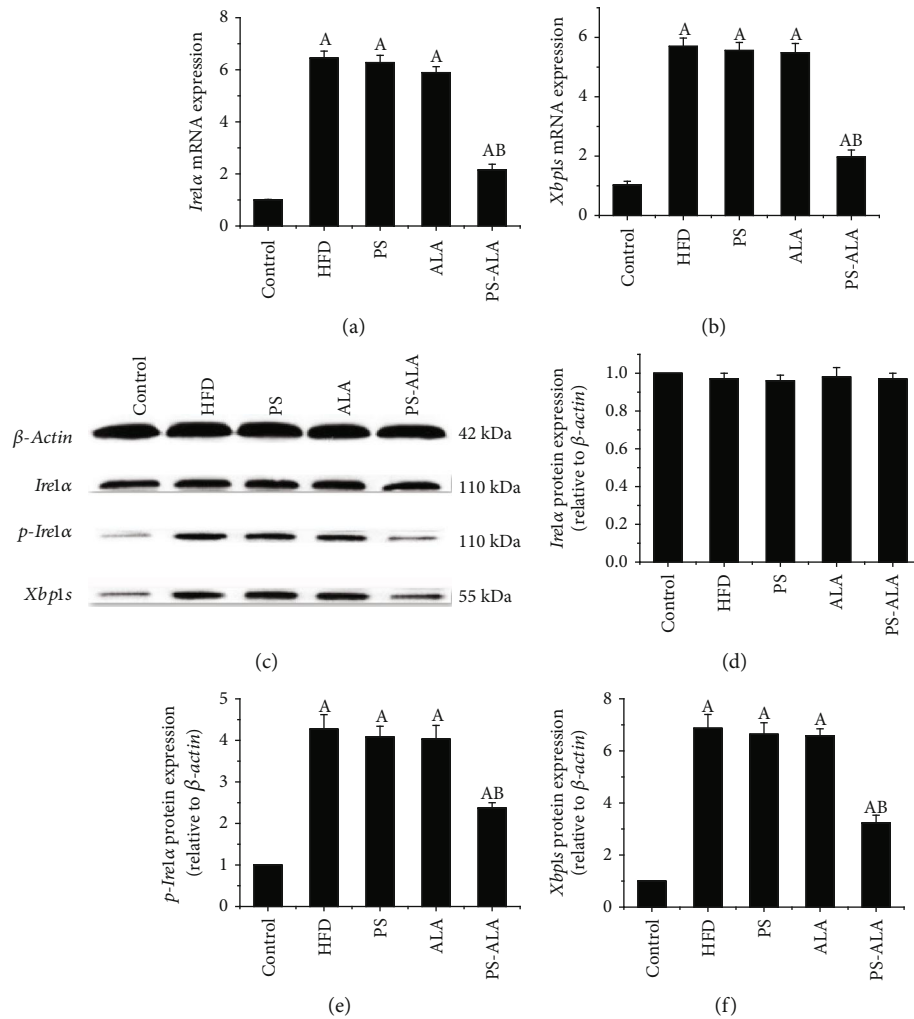 8
6
4
2
0
Ire1α mRNA expression
A
A
A
AB
Control
HFD
PS
ALA
PS-ALA
(a)
6
4
2
0
Xbp1s mRNA expression
A
A
A
AB
Control
HFD
PS
ALA
PS-ALA
(b)
Control
HFD
PS
ALA
PS-ALA
β-Actin 42 kDa
Ire1α 110 kDa
p-Ire1α 110 kDa
Xbp1s 55 kDa
(c)
1.0
0.8
0.6
0.4
0.2
0.0
Ire1α protein expression
(relative to β-actin)
Control
HFD
PS
ALA
PS-ALA
(d)
5
4
3
2
1
0
p-Ire1α protein expression
(relative to β-actin)
A
A
A
AB
Control
HFD
PS
ALA
PS-ALA
(e)
8
6
4
2
0
Xbp1s protein expression
(relative to β-actin)
A
A
A
AB
Control
HFD
PS
ALA
PS-ALA
(f)